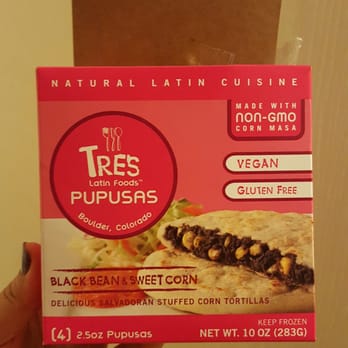 NATURAL LATIN CUISINE
MADE WITH
NON-GMO
CORN MASA
TRES
Latin Foods™
PUPUSAS
Boulder, Colorado
VEGAN
GLUTEN FREE
BLACK BEAN & SWEET CORN
DELICIOUS SALVADORAN STUFFED CORN TORTILLAS
(4) 2.5oz Pupusas
KEEP FROZEN
NET WT. 10 OZ (283G)